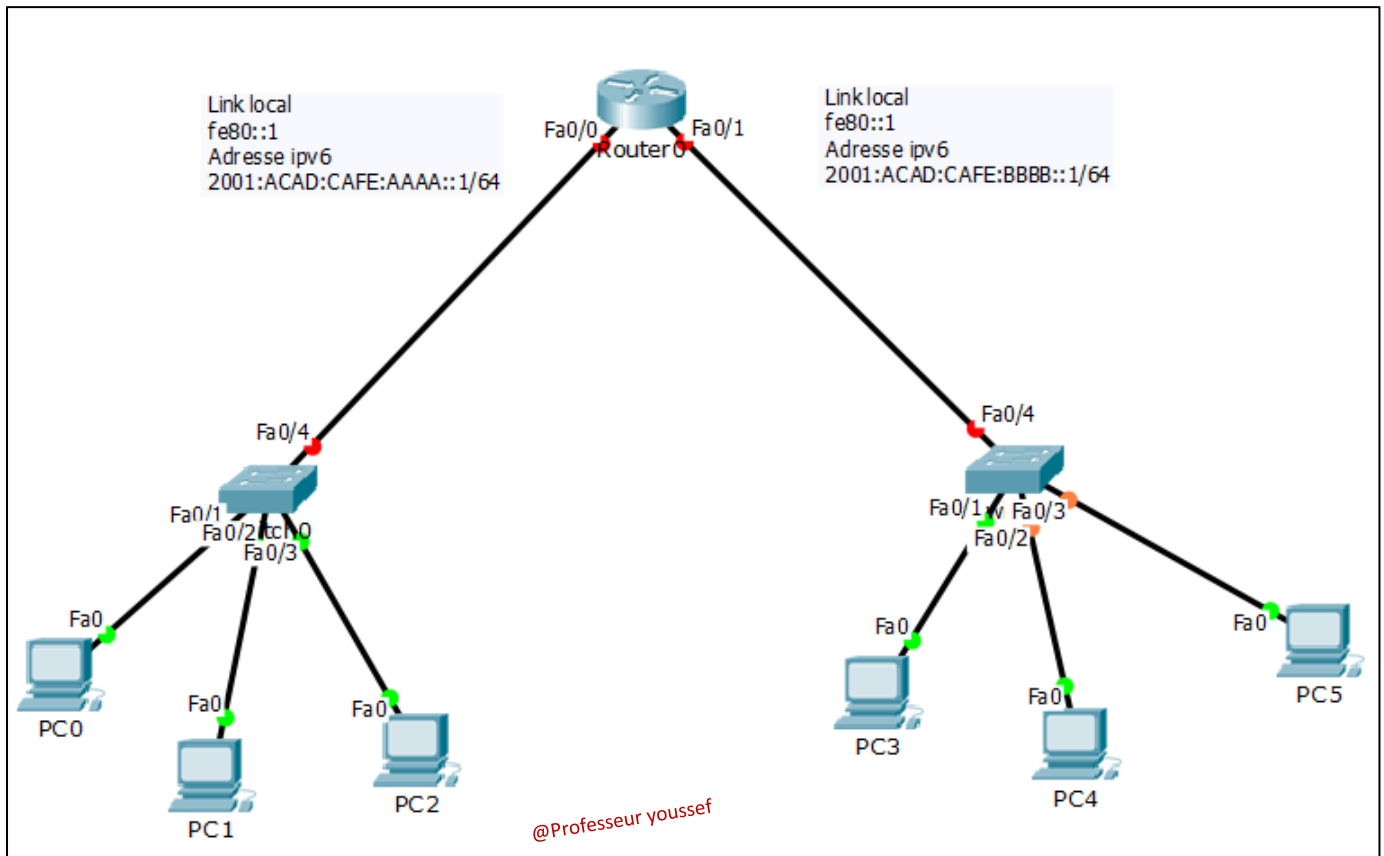 Link local
fe80::1
Adresse ipv6
2001:ACAD:CAFE:AAAA::1/64
Link local
fe80::1
Adresse ipv6
2001:ACAD:CAFE:BBBB::1/64
Fa0/0
Fa0/1
Router0
Fa0/4
Fa0/4
Fa0/1
Fa0/2
Fa0/3
Fa0/1
Fa0/3
Fa0/2
Fa0
Fa0
Fa0
Fa0
Fa0
Fa0
PC0
PC1
PC2
PC3
PC4
PC5
@Professeur youssef